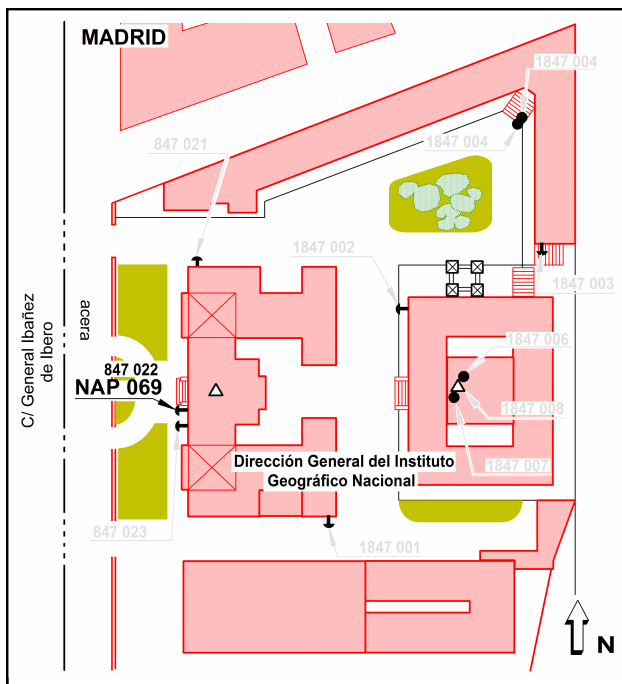 MADRID
1847 004
847 021
1847 004
1847 002
1847 003
C/ General Ibañez
de Ibero
acera
847 022
NAP 069
1847 006
1847 008
1847 007
Dirección General del Instituto
Geográfico Nacional
847 023
1847 001
N